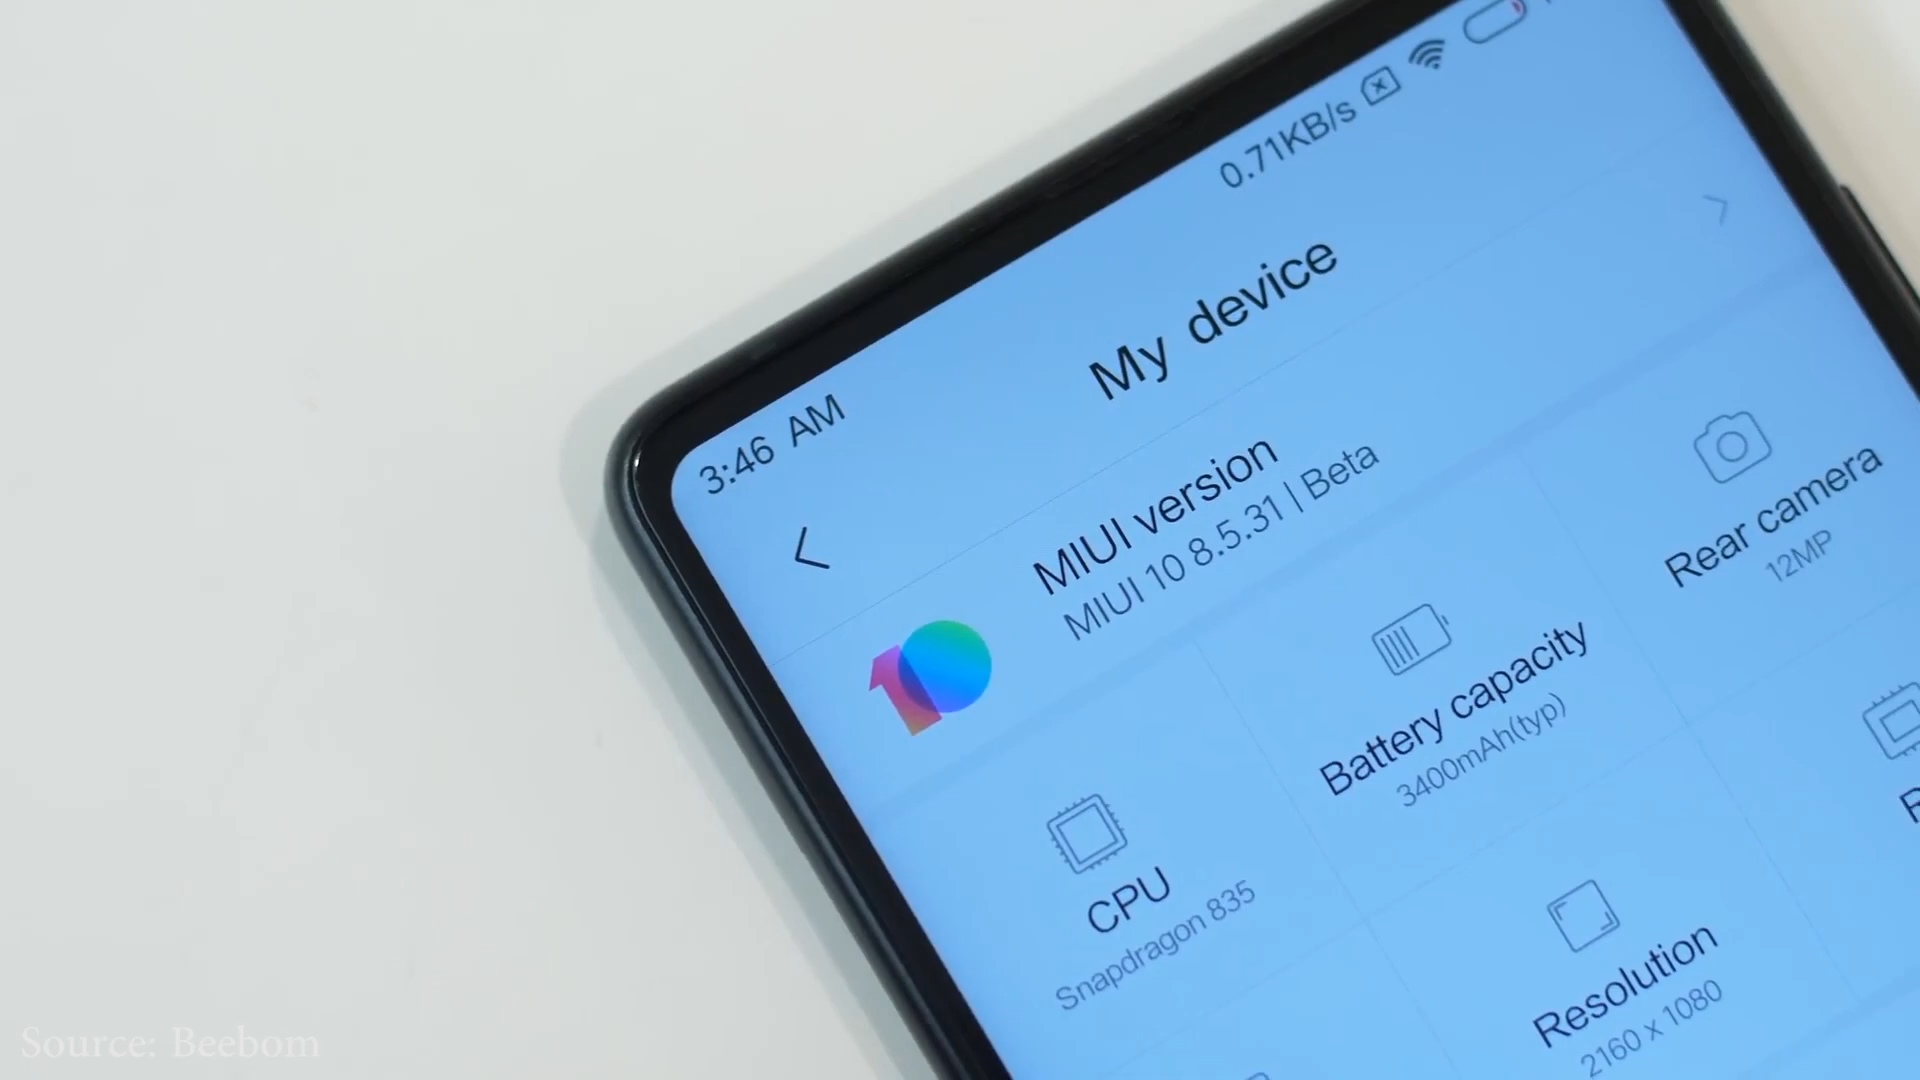 3:46 AM
0.71KB/s
My device
MIUI version
MIUI 10 8.5.31 | Beta
10
CPU
Snapdragon 835
Battery capacity
3400mAh(typ)
Rear camera
12MP
Resolution
2160 x 1080
R
Source: Beebom